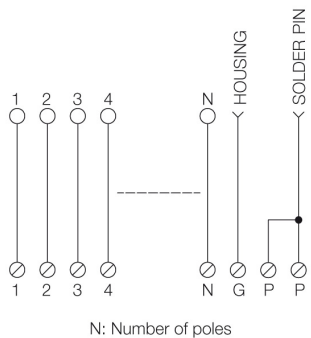 HOUSING
SOLDER PIN
1 2 3 4 N
1 2 3 4 N G P P
N: Number of poles